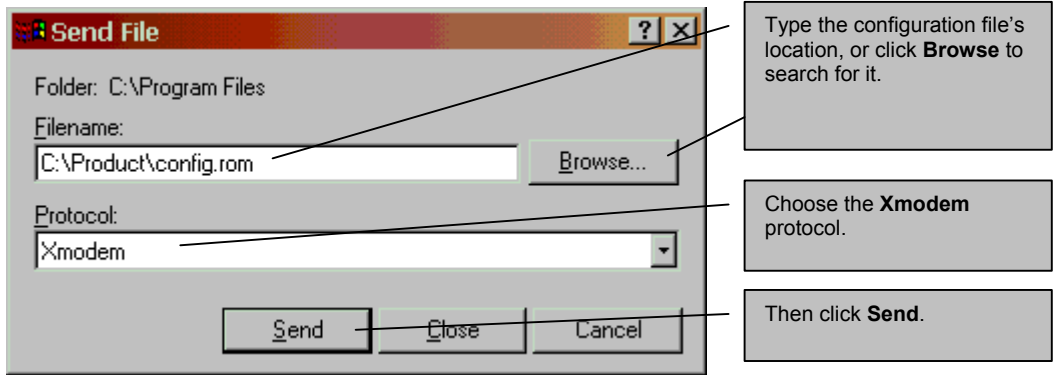 Send File
?
Folder: C:\Program Files
Filename:
C:\Product\config.rom
Browse...
Protocol:
Xmodem
Send
Close
Cancel
Type the configuration file’s
location, or click Browse to
search for it.
Choose the Xmodem
protocol.
Then click Send.